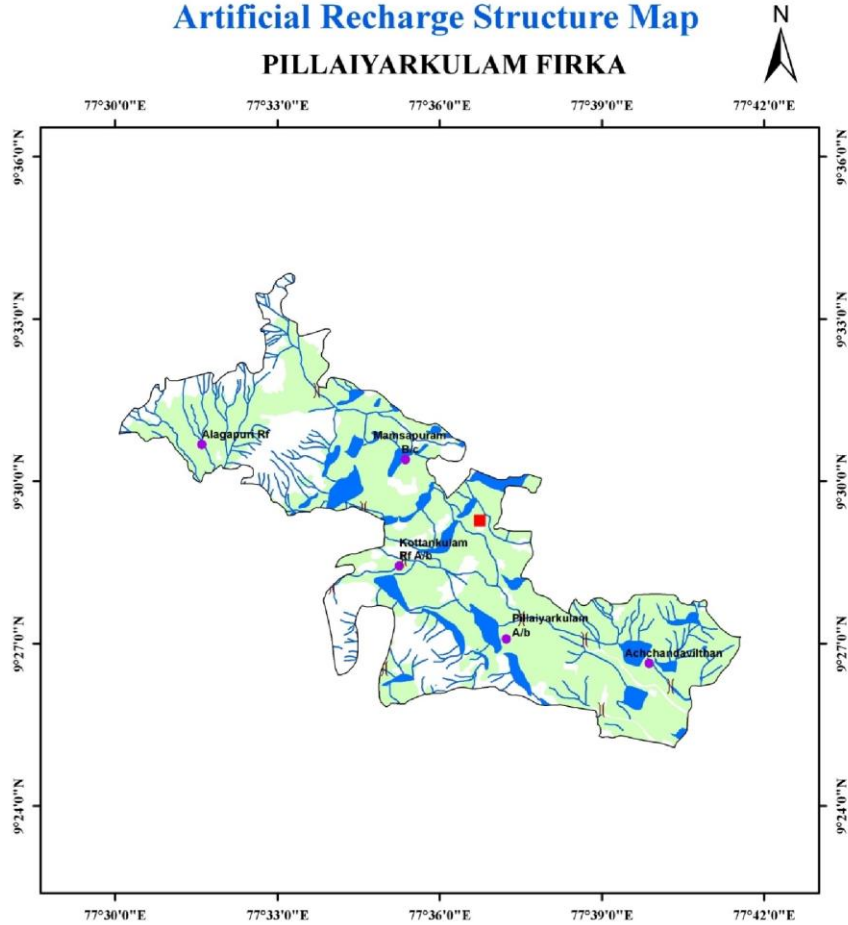 Artificial Recharge Structure Map
N
PILLAIYARKULAM FIRKA
77°30'0"E 77°33'0"E 77°36'0"E 77°39'0"E 77°42'0"E
9°36'0"N 9°36'0"N
9°33'0"N 9°33'0"N
Alagapuri Rf
Mamsapuram
B/c
9°30'0"N 9°30'0"N
Kottankulam
Rf A/b
Pillaiyarkulam
A/b
9°27'0"N 9°27'0"N
Achchandavilthan
9°24'0"N 9°24'0"N
77°30'0"E 77°33'0"E 77°36'0"E 77°39'0"E 77°42'0"E